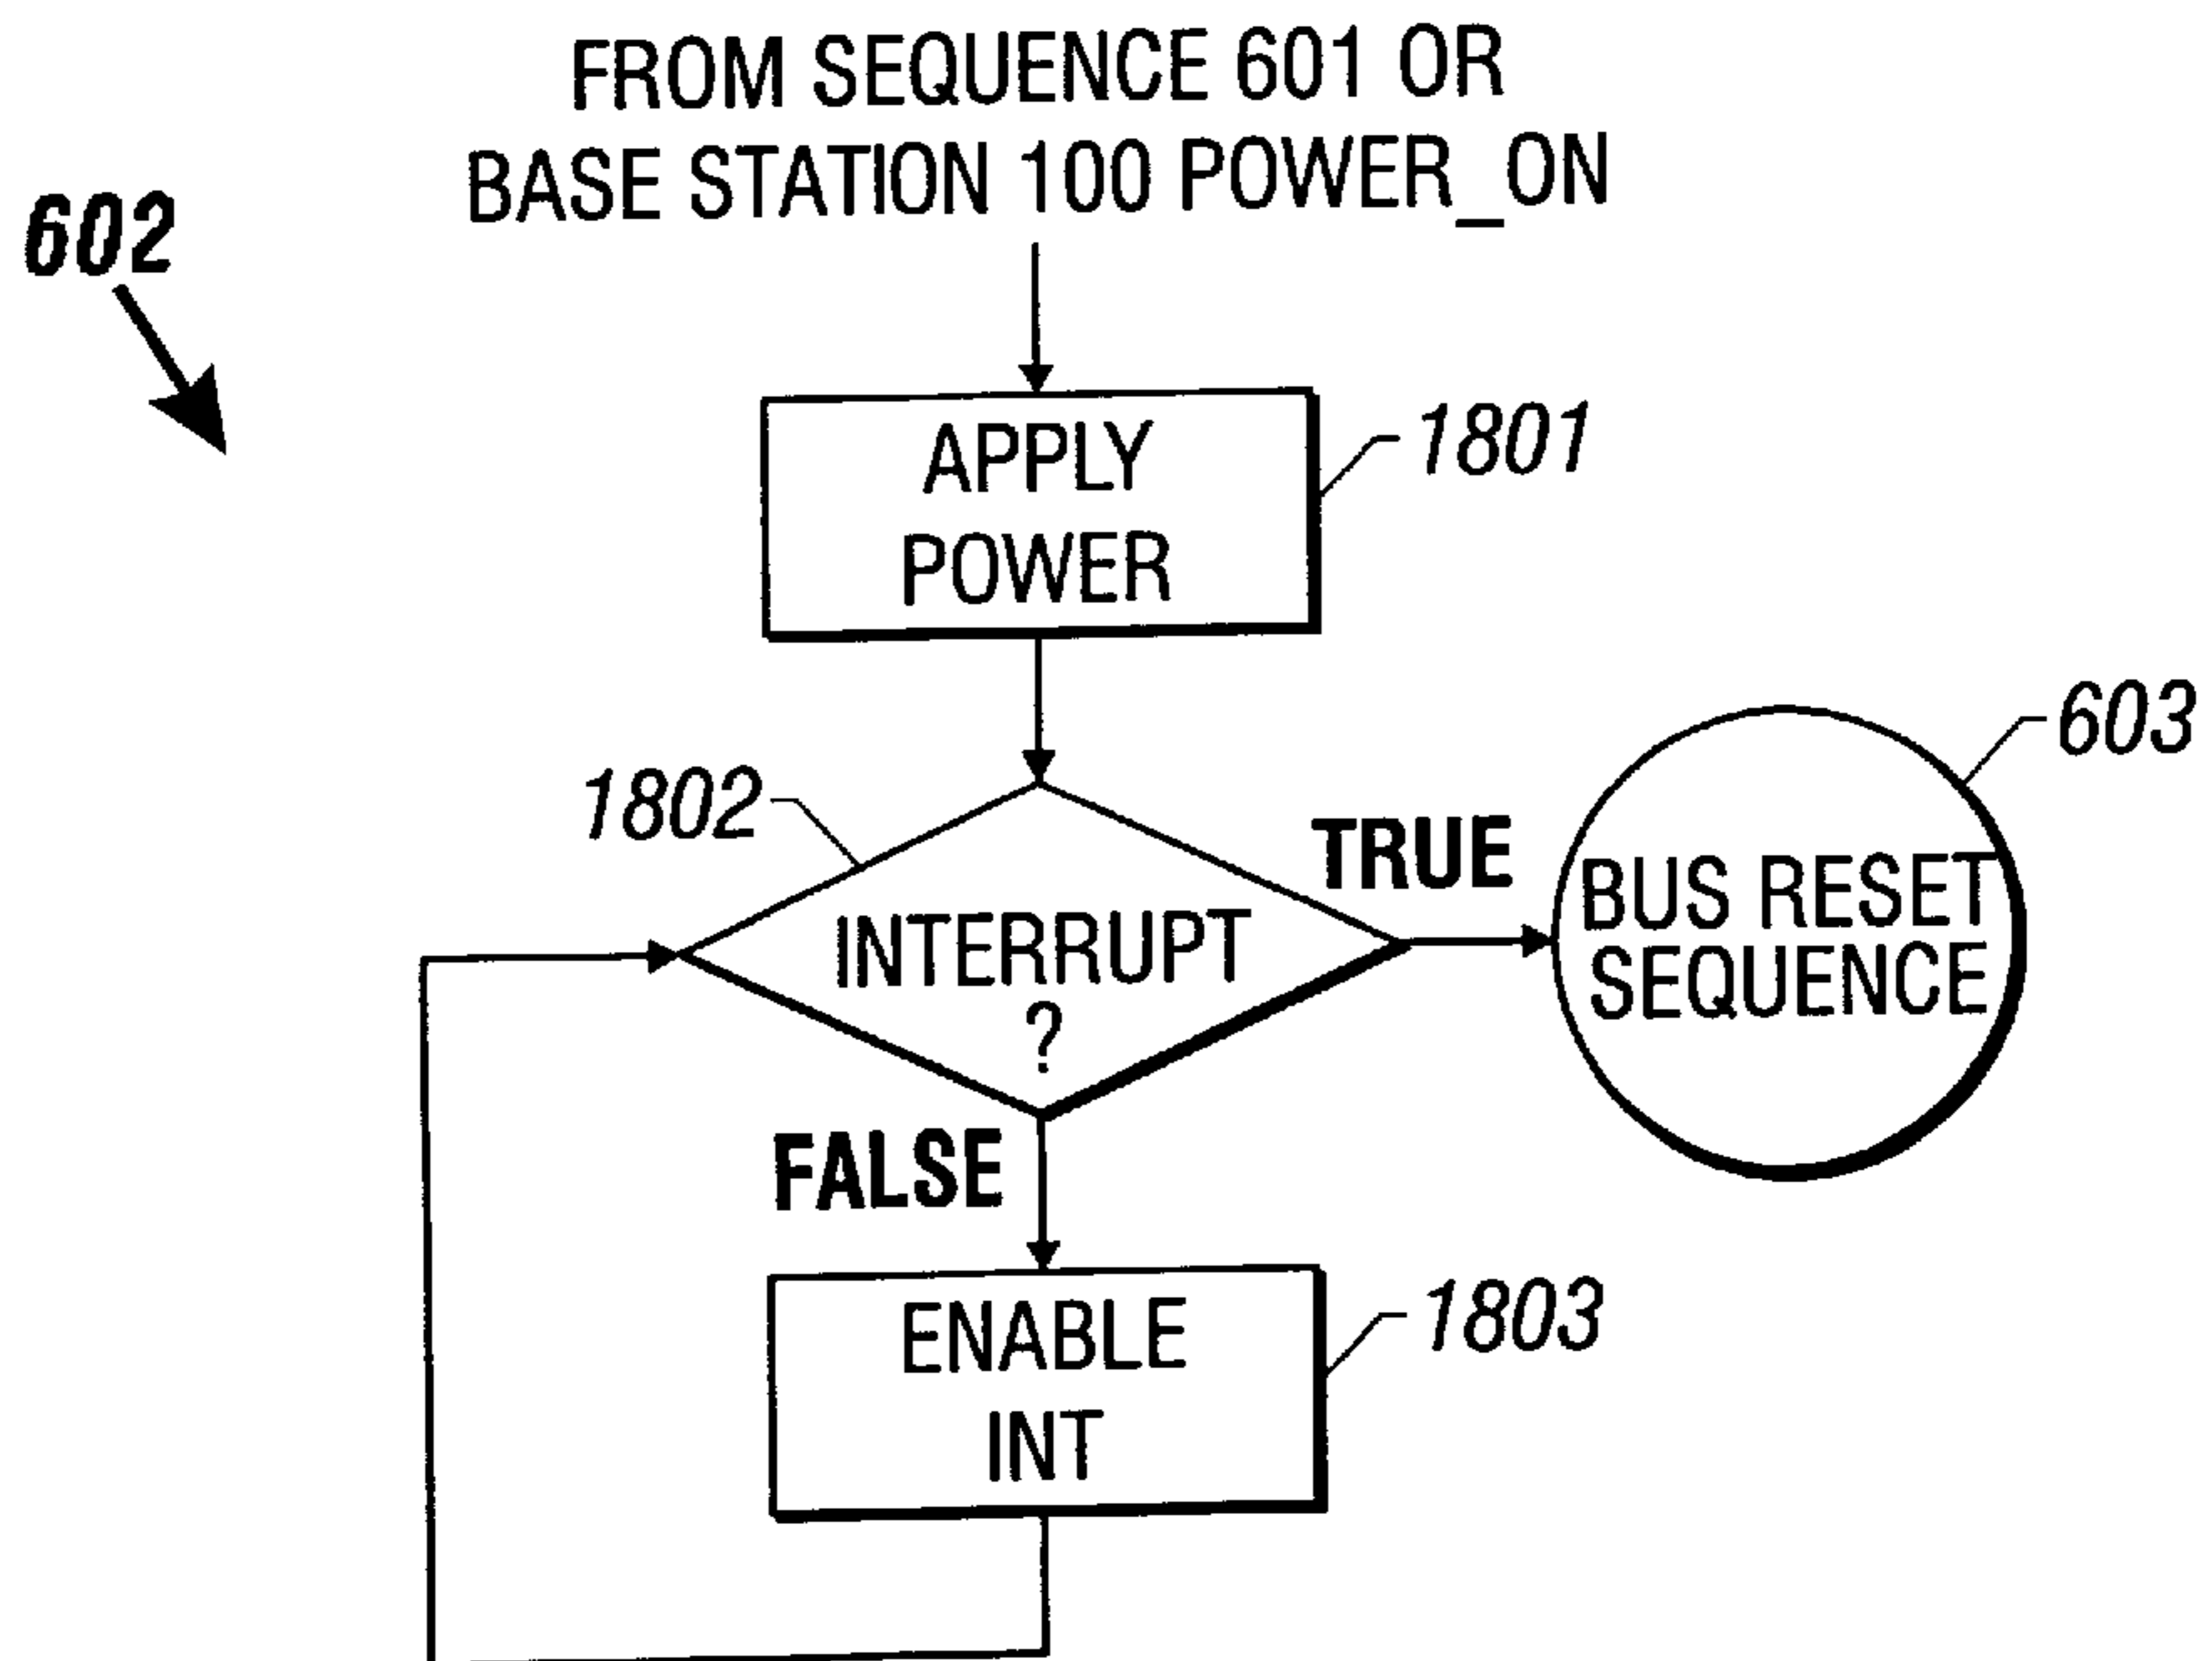 FROM SEQUENCE 601 OR
BASE STATION 100 POWER_ON
602
APPLY
POWER
1801
603
1802
TRUE
BUS RESET
SEQUENCE
INTERRUPT
?
FALSE
ENABLE
INT
1803